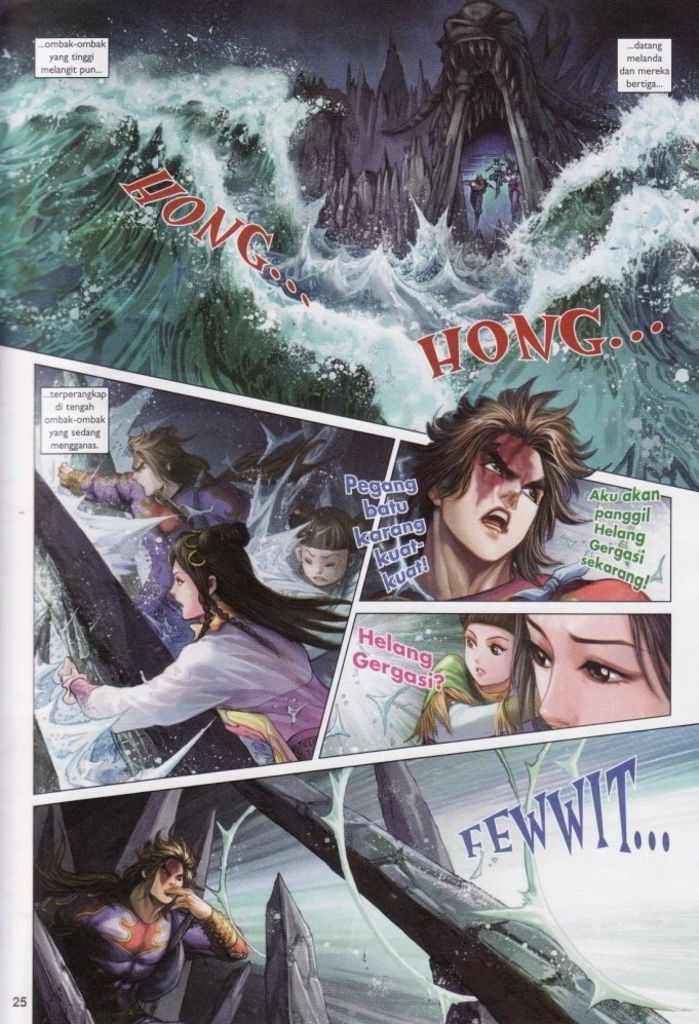 ...ombak-ombak
yang tinggi
melangit pun...
...datang
melanda
dan mereka
bertiga...
HONG...
HONG...
...terperangkap
di tengah
ombak-ombak
yang sedang
mengganas.
Pegang
batu
karang
kuat-
kuat!
Aku akan
panggil
Helang
Gergasi
sekarang!
Helang
Gergasi?
FEWWIT...
25